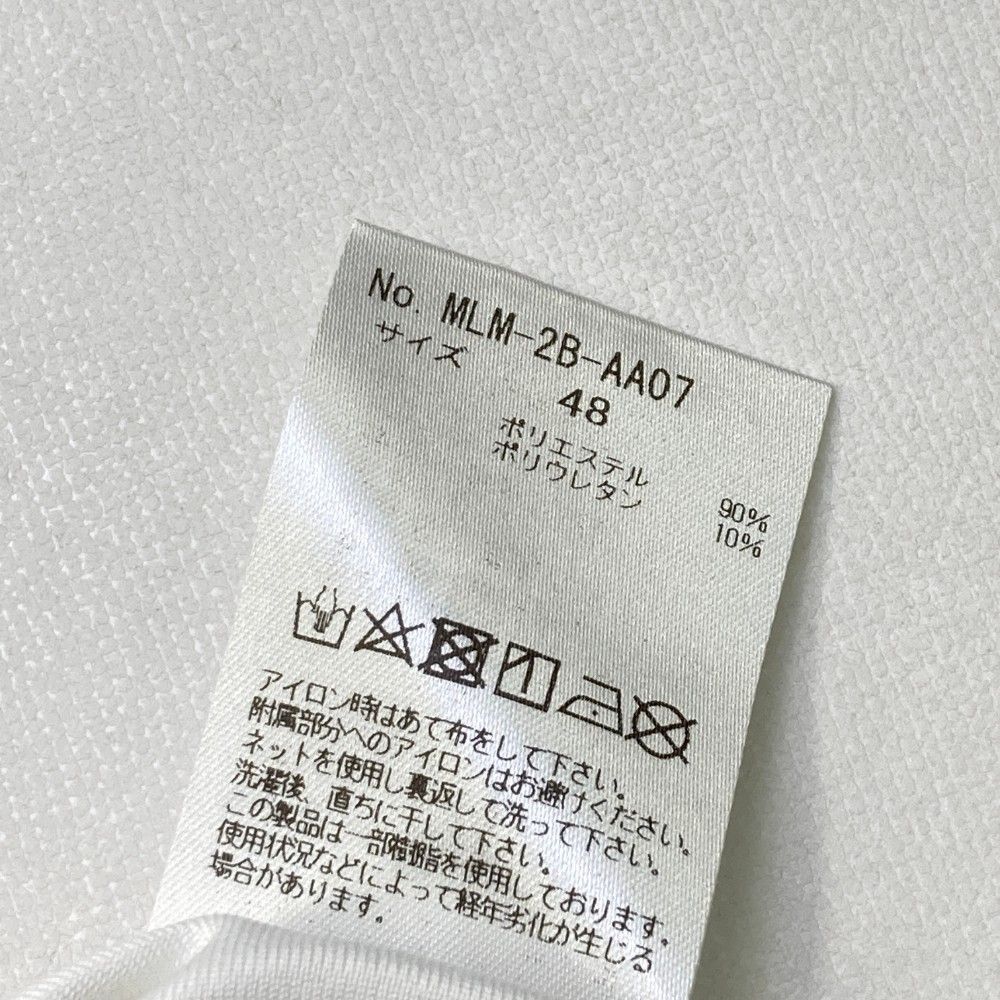 No. MLM-2B-AA07
サイズ 48
ポリエステル 90%
ポリウレタン 10%
アイロン時はあて布をして下さい。
附属部分へのアイロンはお避けください。
ネットを使用し裏返して洗って下さい。
洗濯後、直ちに干して下さい。
この製品は一部樹脂を使用しております。
使用状況などによって経年劣化が生じる
場合があります。